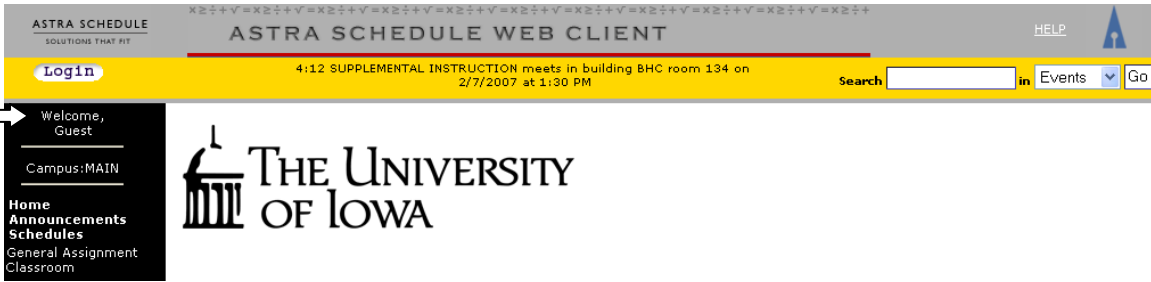 ASTRA SCHEDULE
SOLUTIONS THAT FIT
x≥÷+√=x≥÷+√=x≥÷+√=x≥÷+√=x≥÷+√=x≥÷+√=x≥÷+√=x≥÷+√=x≥÷+√=x≥÷+
ASTRA SCHEDULE WEB CLIENT
HELP
Login
4:12 SUPPLEMENTAL INSTRUCTION meets in building BHC room 134 on
2/7/2007 at 1:30 PM
Search in Events Go
Welcome,
Guest
Campus:MAIN
Home
Announcements
Schedules
General Assignment
Classroom
THE UNIVERSITY
OF IOWA